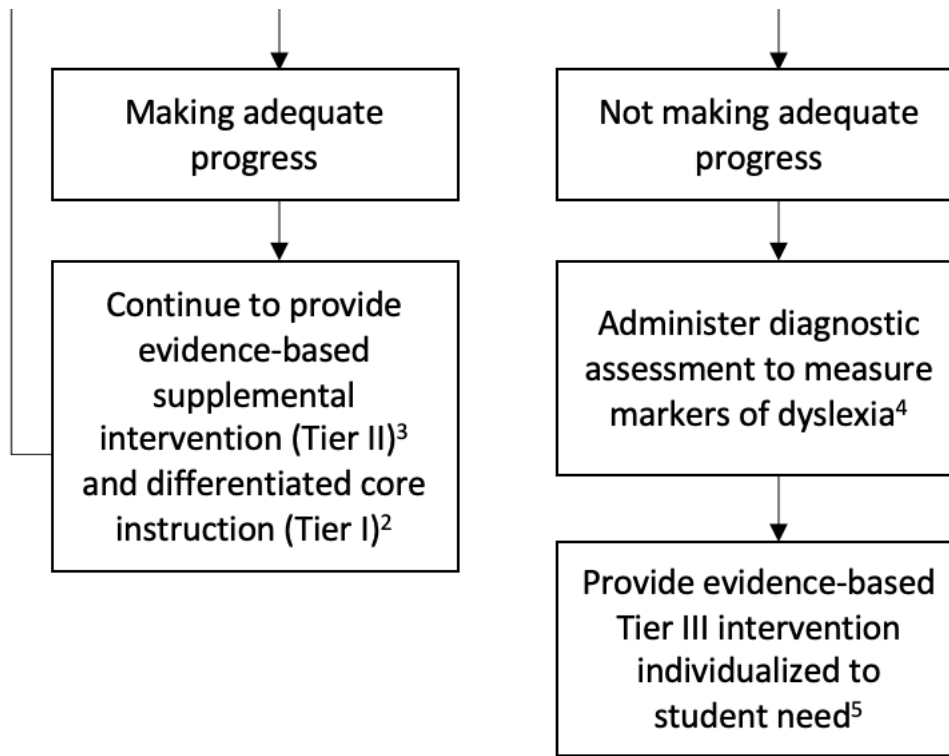 Making adequate
progress
Continue to provide
evidence-based
supplemental
intervention (Tier II)³
and differentiated core
instruction (Tier I)²
Not making adequate
progress
Administer diagnostic
assessment to measure
markers of dyslexia⁴
Provide evidence-based
Tier III intervention
individualized to
student need⁵